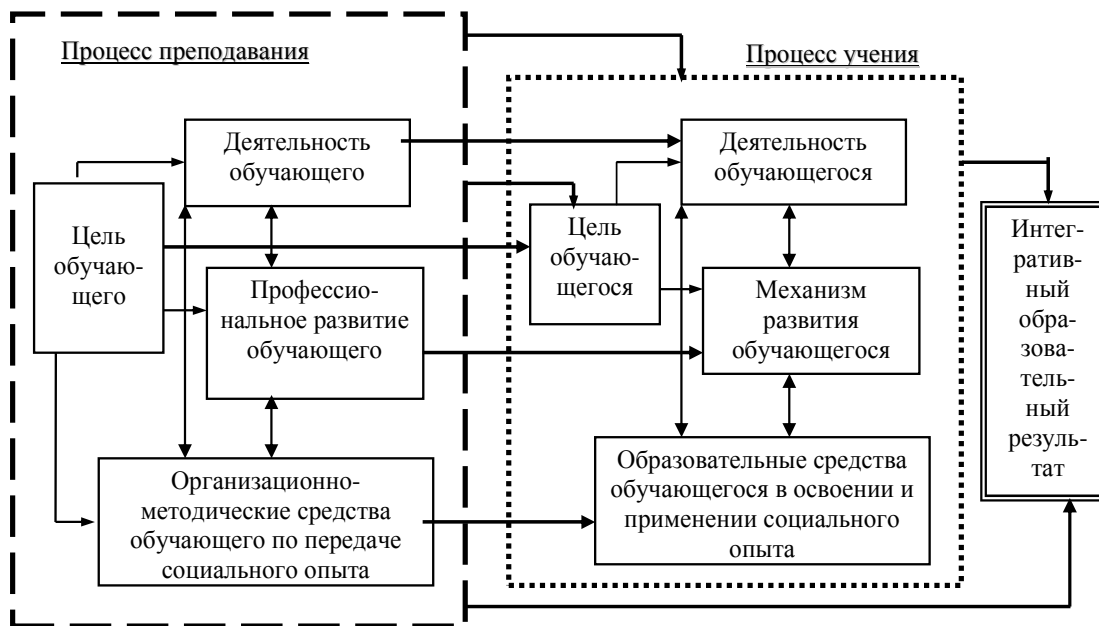 Процесс преподавания
Процесс учения
Деятельность
обучающего
Цель
обучаю-
щего
Профессио-
нальное развитие
обучающего
Организационно-
методические средства
обучающего по передаче
социального опыта
Деятельность
обучающегося
Цель
обучаю-
щегося
Механизм
развития
обучающегося
Образовательные средства
обучающегося в освоении и
применении социального
опыта
Интег-
ратив-
ный
обра-
зова-
тель-
ный
резуль-
тат